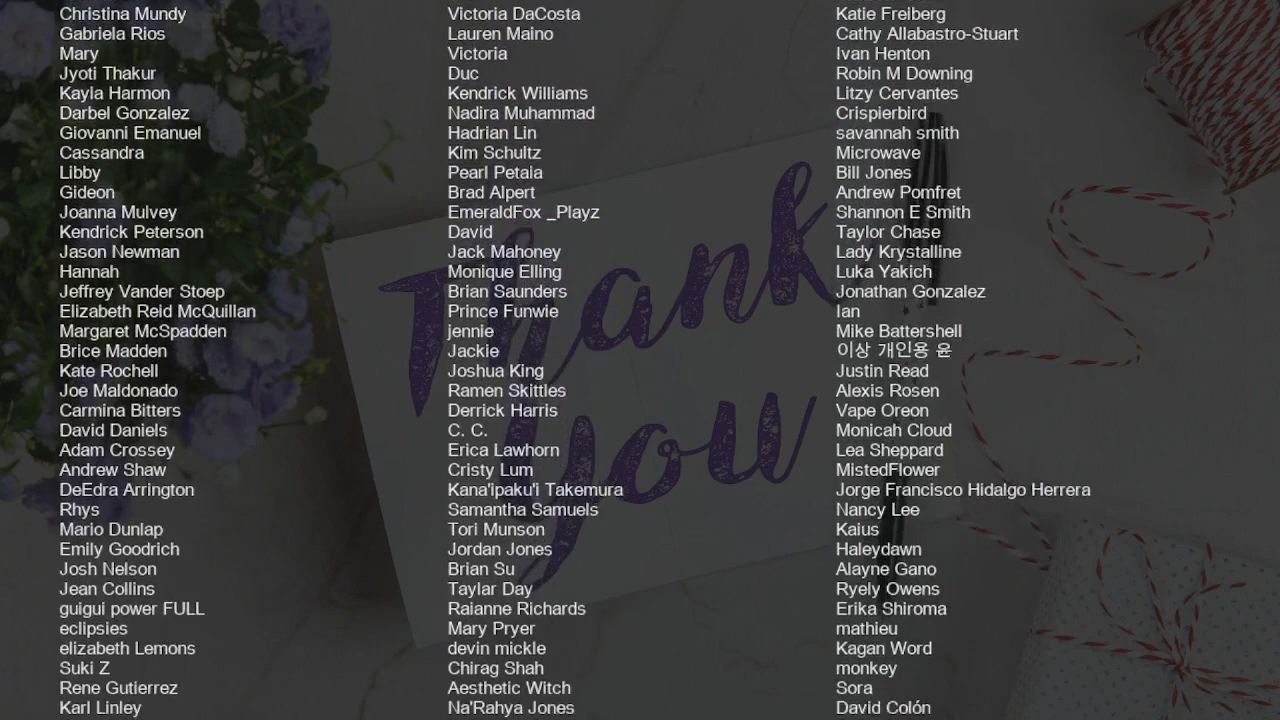 Christina Mundy
Gabriela Rios
Mary
Jyoti Thakur
Kayla Harmon
Darbel Gonzalez
Giovanni Emanuel
Cassandra
Libby
Gideon
Joanna Mulvey
Kendrick Peterson
Jason Newman
Hannah
Jeffrey Vander Stoep
Elizabeth Reid McQuillan
Margaret McSpadden
Brice Madden
Kate Rochell
Joe Maldonado
Carmina Bitters
David Daniels
Adam Crossey
Andrew Shaw
DeEdra Arrington
Rhys
Mario Dunlap
Emily Goodrich
Josh Nelson
Jean Collins
guigui power FULL
eclipsies
elizabeth Lemons
Suki Z
Rene Gutierrez
Karl Linley
Victoria DaCosta
Lauren Maino
Victoria
Duc
Kendrick Williams
Nadira Muhammad
Hadrian Lin
Kim Schultz
Pearl Petaia
Brad Alpert
EmeraldFox _Playz
David
Jack Mahoney
Monique Elling
Brian Saunders
Prince Funwie
jennie
Jackie
Joshua King
Ramen Skittles
Derrick Harris
C. C.
Erica Lawhorn
Cristy Lum
Kana'ipaku'i Takemura
Samantha Samuels
Tori Munson
Jordan Jones
Brian Su
Taylar Day
Raianne Richards
Mary Pryer
devin mickle
Chirag Shah
Aesthetic Witch
Na'Rahya Jones
Katie Freiberg
Cathy Allabastro-Stuart
Ivan Henton
Robin M Downing
Litzy Cervantes
Crispierbird
savannah smith
Microwave
Bill Jones
Andrew Pomfret
Shannon E Smith
Taylor Chase
Lady Krystalline
Luka Yakich
Jonathan Gonzalez
Ian
Mike Battershell
이상 개인용 윤
Justin Read
Alexis Rosen
Vape Oreon
Monicah Cloud
Lea Sheppard
MistedFlower
Jorge Francisco Hidalgo Herrera
Nancy Lee
Kaius
Haleydawn
Alayne Gano
Ryely Owens
Erika Shiroma
mathieu
Kagan Word
monkey
Sora
David Colón
Thank
you